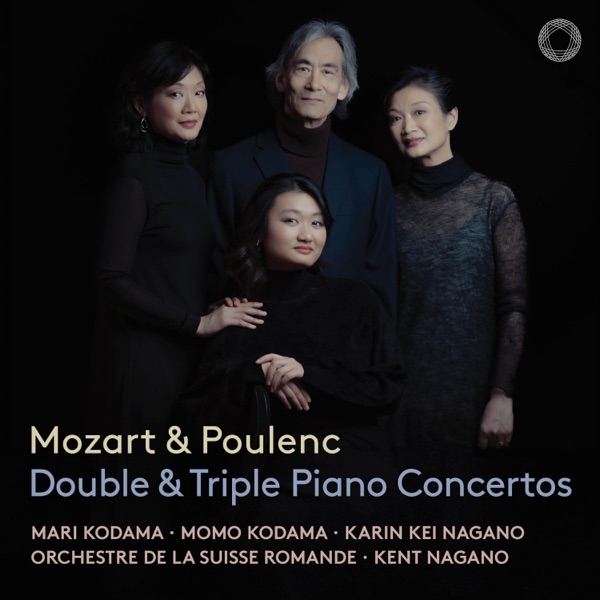 Mozart & Poulenc
Double & Triple Piano Concertos
MARI KODAMA · MOMO KODAMA · KARIN KEI NAGANO
ORCHESTRE DE LA SUISSE ROMANDE · KENT NAGANO